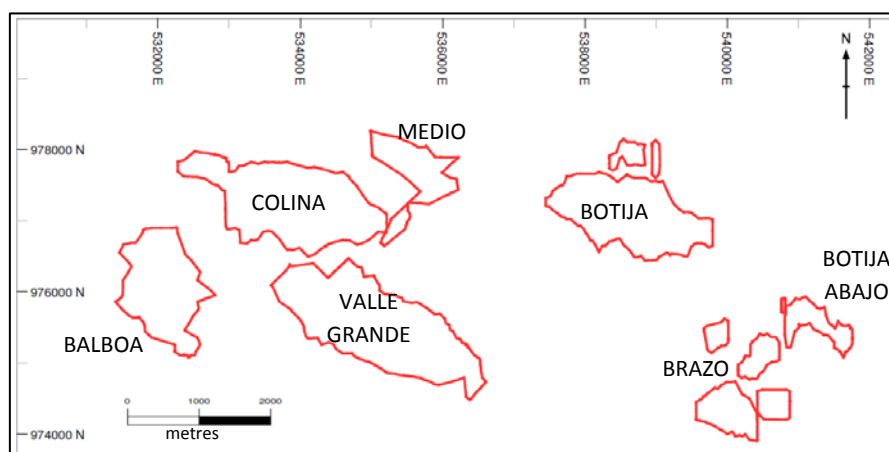 532000 E
534000 E
536000 E
538000 E
540000 E
542000 E
N
978000 N
976000 N
974000 N
MEDIO
COLINA
BOTIJA
BOTIJA
ABAJO
VALLE
GRANDE
BALBOA
BRAZO
0 1000 2000
metres